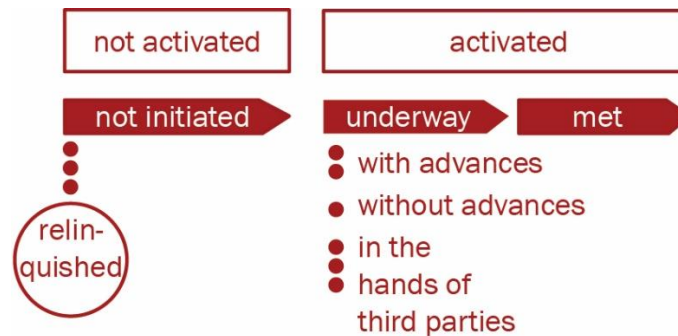 not activated
activated
not initiated
underway
met
with advances
without advances
in the
hands of
third parties
relin-
quished